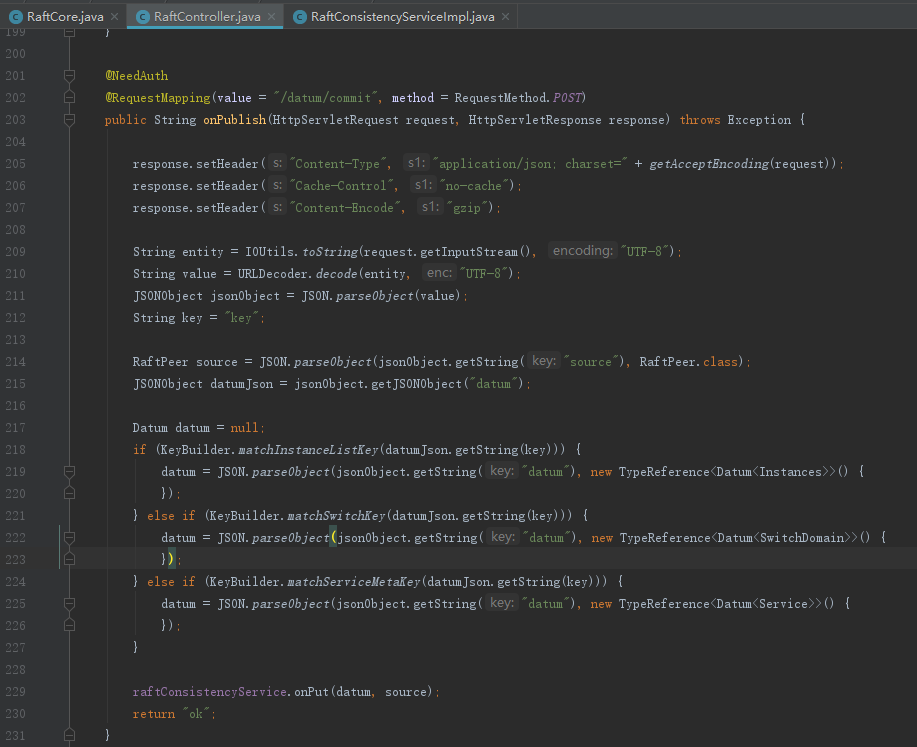 RaftCore.java RaftController.java RaftConsistencyServiceImpl.java
199 }
200
201 @NeedAuth
202 @RequestMapping(value = "/datum/commit", method = RequestMethod.POST)
203 public String onPublish(HttpServletRequest request, HttpServletResponse response) throws Exception {
204
205 response.setHeader( s: "Content-Type", s1: "application/json; charset=" + getAcceptEncoding(request));
206 response.setHeader( s: "Cache-Control", s1: "no-cache");
207 response.setHeader( s: "Content-Encode", s1: "gzip");
208
209 String entity = IOUtils.toString(request.getInputStream(), encoding: "UTF-8");
210 String value = URLDecoder.decode(entity, enc: "UTF-8");
211 JSONObject jsonObject = JSON.parseObject(value);
212 String key = "key";
213
214 RaftPeer source = JSON.parseObject(jsonObject.getString( key: "source"), RaftPeer.class);
215 JSONObject datumJson = jsonObject.getJSONObject("datum");
216
217 Datum datum = null;
218 if (KeyBuilder.matchInstanceListKey(datumJson.getString(key))) {
219 datum = JSON.parseObject(jsonObject.getString( key: "datum"), new TypeReference<Datum<Instances>>() {
220 });
221 } else if (KeyBuilder.matchSwitchKey(datumJson.getString(key))) {
222 datum = JSON.parseObject(jsonObject.getString( key: "datum"), new TypeReference<Datum<SwitchDomain>>() {
223 });
224 } else if (KeyBuilder.matchServiceMetaKey(datumJson.getString(key))) {
225 datum = JSON.parseObject(jsonObject.getString( key: "datum"), new TypeReference<Datum<Service>>() {
226 });
227 }
228
229 raftConsistencyService.onPut(datum, source);
230 return "ok";
231 }